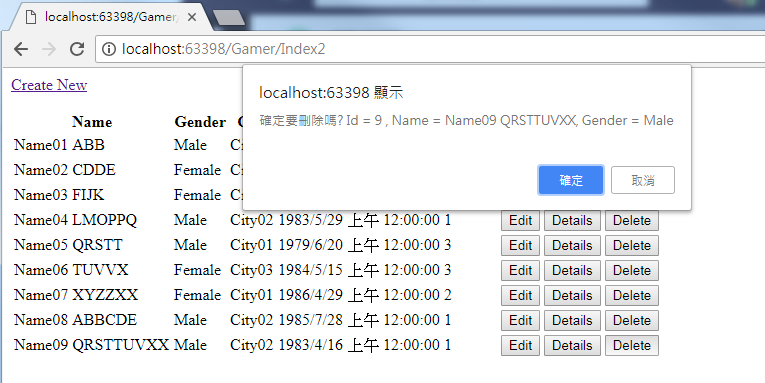 localhost:63398/Gamer/
localhost:63398/Gamer/Index2
Create New
localhost:63398 顯示
確定要刪除嗎? Id = 9 , Name = Name09 QRSTTUVXX, Gender = Male
確定 取消
Name Gender C
Name01 ABB Male Ci
Name02 CDDE Female Ci
Name03 FIJK Female Ci
Name04 LMOPPQ Male City02 1983/5/29 上午 12:00:00 1 Edit Details Delete
Name05 QRSTT Male City01 1979/6/20 上午 12:00:00 3 Edit Details Delete
Name06 TUVVX Female City03 1984/5/15 上午 12:00:00 3 Edit Details Delete
Name07 XYZZXX Female City01 1986/4/29 上午 12:00:00 2 Edit Details Delete
Name08 ABBCDE Male City02 1985/7/28 上午 12:00:00 1 Edit Details Delete
Name09 QRSTTUVXX Male City02 1983/4/16 上午 12:00:00 1 Edit Details Delete